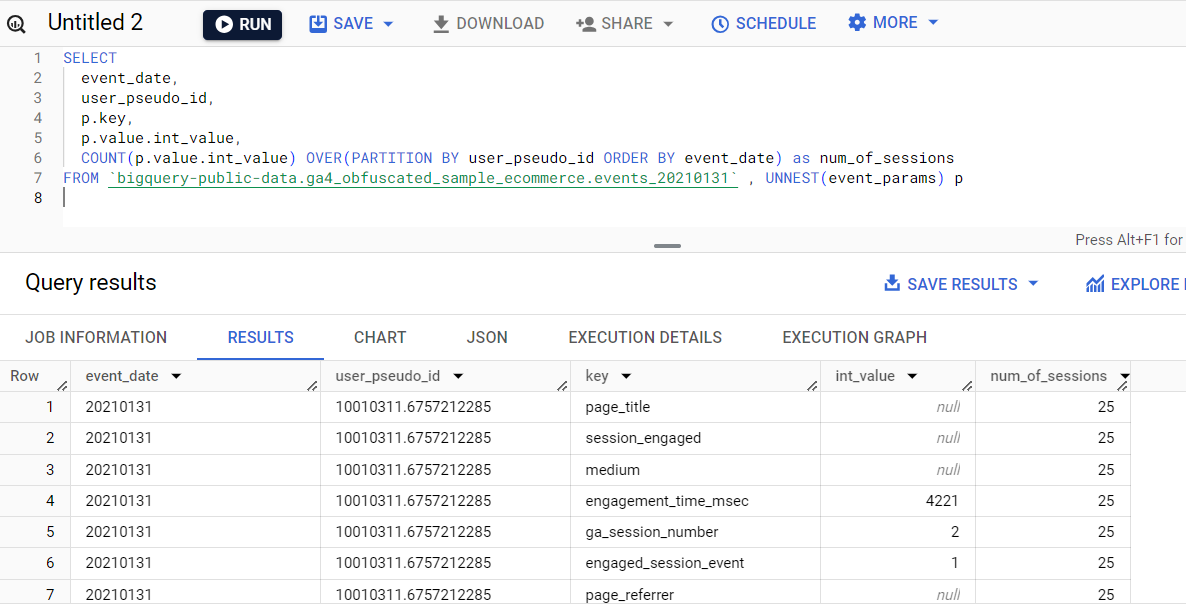 Untitled 2 RUN SAVE DOWNLOAD SHARE SCHEDULE MORE
1 SELECT
2 event_date,
3 user_pseudo_id,
4 p.key,
5 p.value.int_value,
6 COUNT(p.value.int_value) OVER(PARTITION BY user_pseudo_id ORDER BY event_date) as num_of_sessions
7 FROM `bigquery-public-data.ga4_obfuscated_sample_ecommerce.events_20210131` , UNNEST(event_params) p
8
Press Alt+F1 for
Query results SAVE RESULTS EXPLORE
JOB INFORMATION RESULTS CHART JSON EXECUTION DETAILS EXECUTION GRAPH
Row event_date user_pseudo_id key int_value num_of_sessions
1 20210131 10010311.6757212285 page_title null 25
2 20210131 10010311.6757212285 session_engaged null 25
3 20210131 10010311.6757212285 medium null 25
4 20210131 10010311.6757212285 engagement_time_msec 4221 25
5 20210131 10010311.6757212285 ga_session_number 2 25
6 20210131 10010311.6757212285 engaged_session_event 1 25
7 20210131 10010311.6757212285 page_referrer null 25